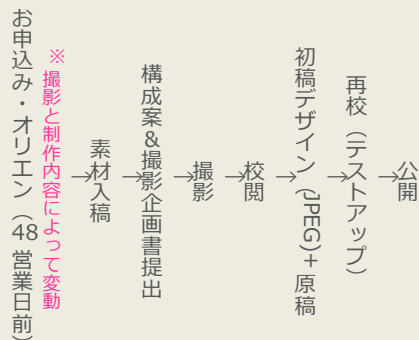 お申込み・オリエン（48営業日前）
※撮影と制作内容によって変動
→
素材入稿
→
構成案&撮影企画書提出
→
撮影
→
校閲
→
初稿デザイン（JPEG)＋原稿
→
再校（テストアップ）
→
公開